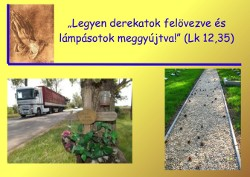 „Legyen derekatok felövezve és
lámpásotok meggyújtva!” (Lk 12,35)